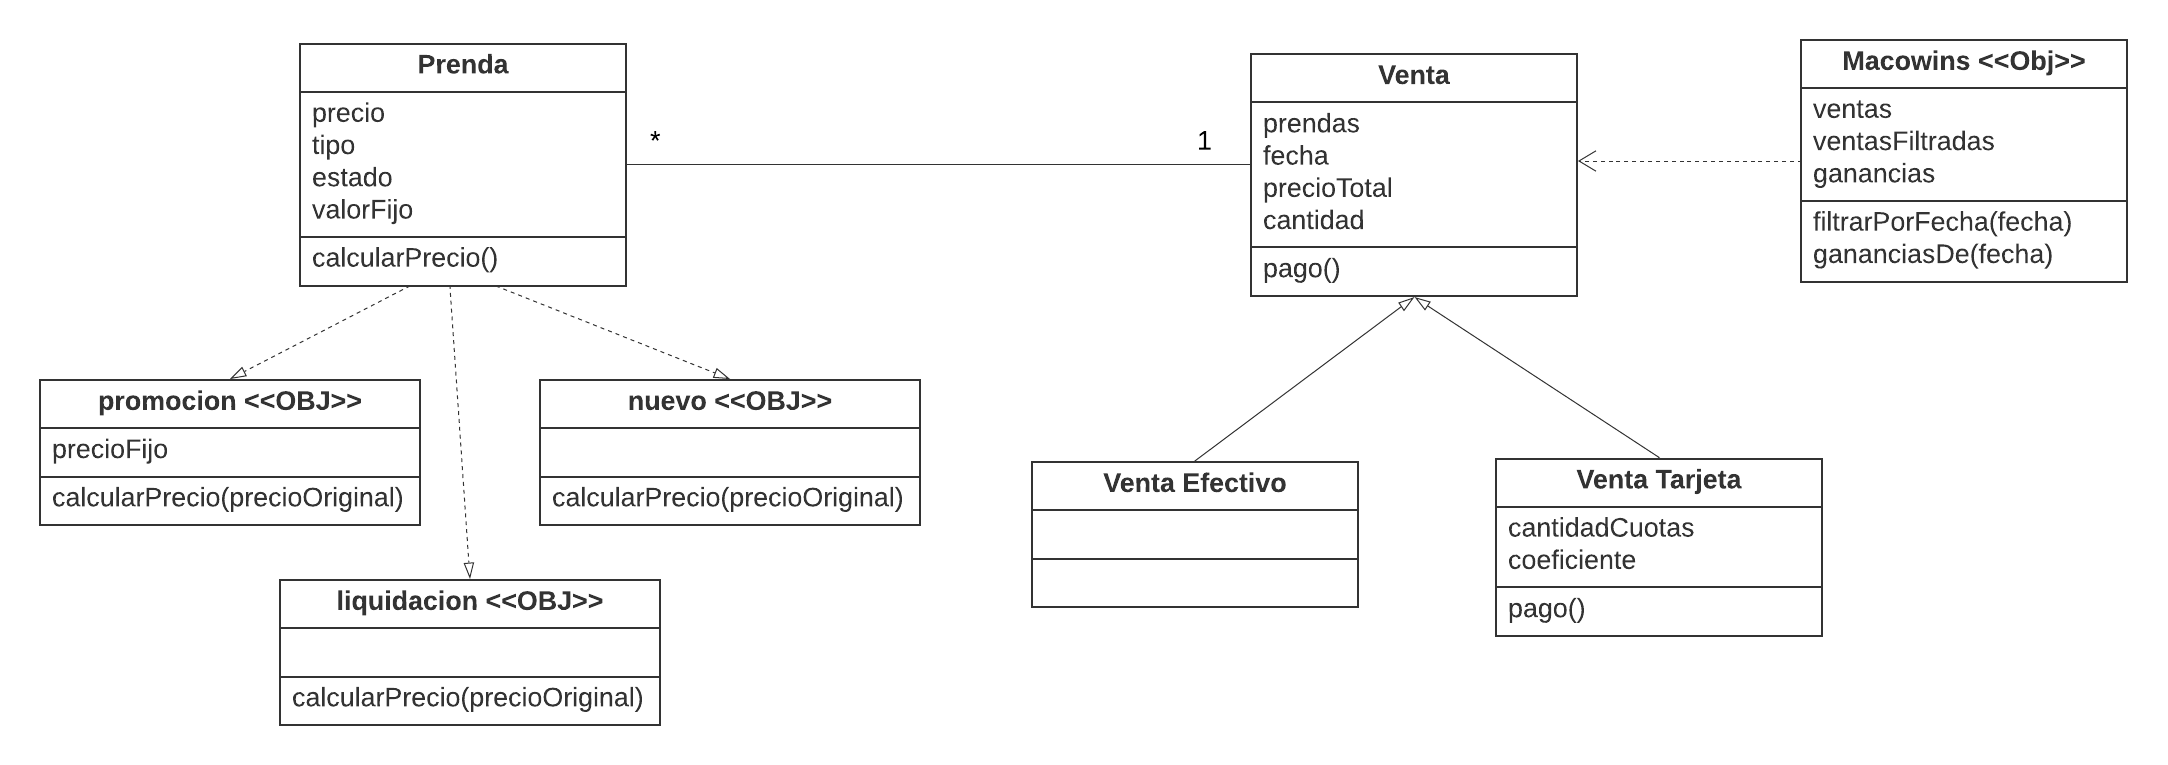 Prenda
precio
tipo
estado
valorFijo
calcularPrecio()
*
1
Venta
prendas
fecha
precioTotal
cantidad
pago()
Macowins <<Obj>>
ventas
ventasFiltradas
ganancias
filtrarPorFecha(fecha)
gananciasDe(fecha)
promocion <<OBJ>>
precioFijo
calcularPrecio(precioOriginal)
nuevo <<OBJ>>
calcularPrecio(precioOriginal)
liquidacion <<OBJ>>
calcularPrecio(precioOriginal)
Venta Efectivo
Venta Tarjeta
cantidadCuotas
coeficiente
pago()